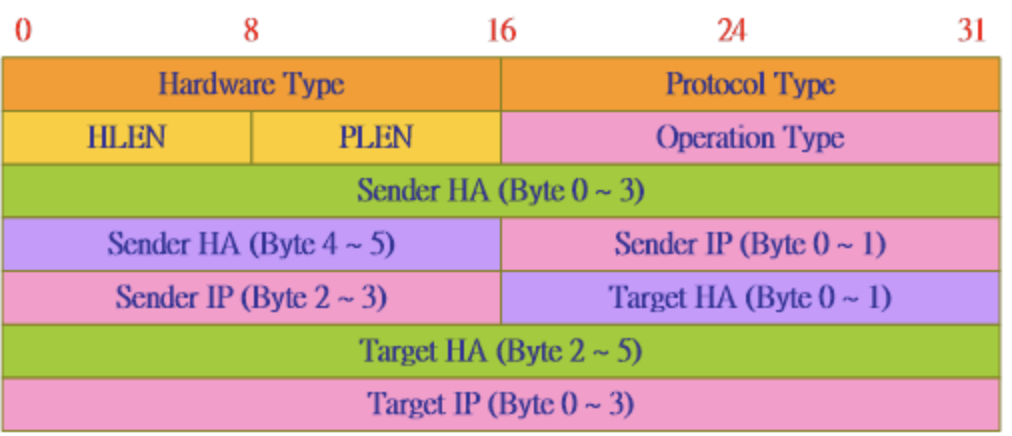 0 8 16 24 31
Hardware Type Protocol Type
HLEN PLEN Operation Type
Sender HA (Byte 0 ~ 3)
Sender HA (Byte 4 ~ 5) Sender IP (Byte 0 ~ 1)
Sender IP (Byte 2 ~ 3) Target HA (Byte 0 ~ 1)
Target HA (Byte 2 ~ 5)
Target IP (Byte 0 ~ 3)